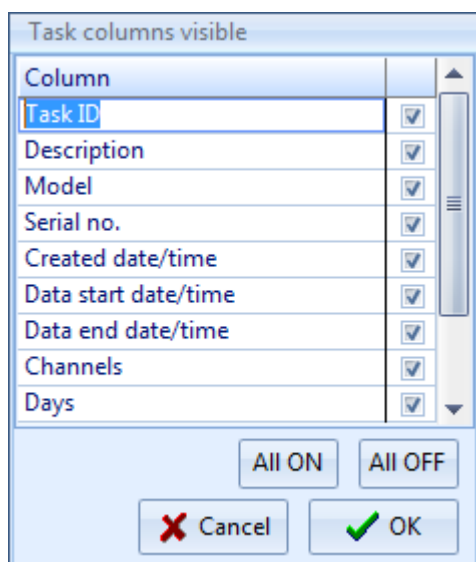 Task columns visible
Column
Task ID
Description
Model
Serial no.
Created date/time
Data start date/time
Data end date/time
Channels
Days
All ON All OFF
Cancel OK